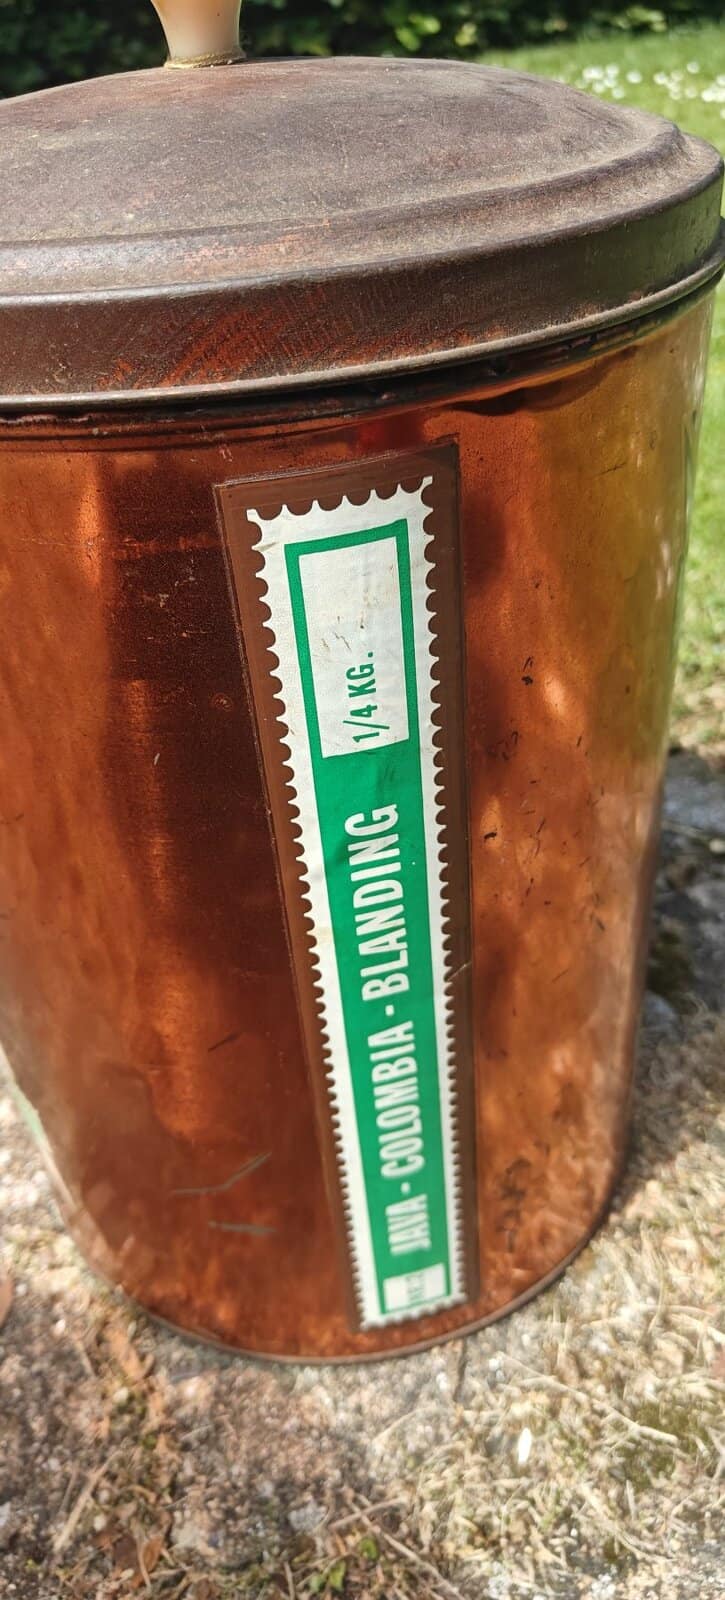 JAVA - COLOMBIA - BLANDING
1/4 KG.